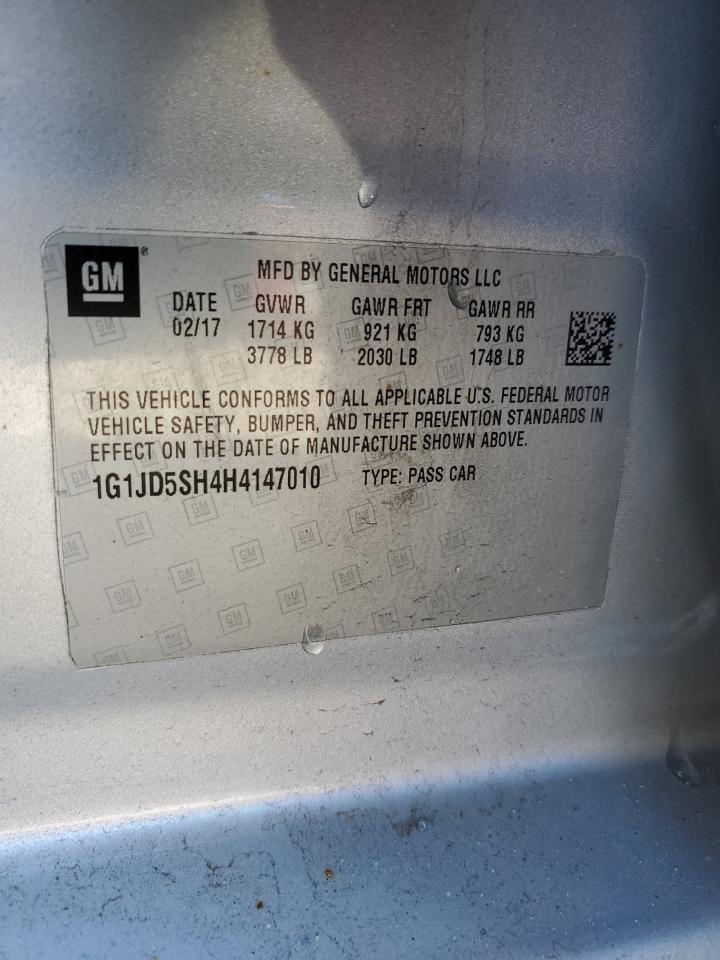 GM ®
MFD BY GENERAL MOTORS LLC
DATE GVWR GAWR FRT GAWR RR
02/17 1714 KG 921 KG 793 KG
3778 LB 2030 LB 1748 LB
THIS VEHICLE CONFORMS TO ALL APPLICABLE U.S. FEDERAL MOTOR
VEHICLE SAFETY, BUMPER, AND THEFT PREVENTION STANDARDS IN
EFFECT ON THE DATE OF MANUFACTURE SHOWN ABOVE.
1G1JD5SH4H4147010 TYPE: PASS CAR